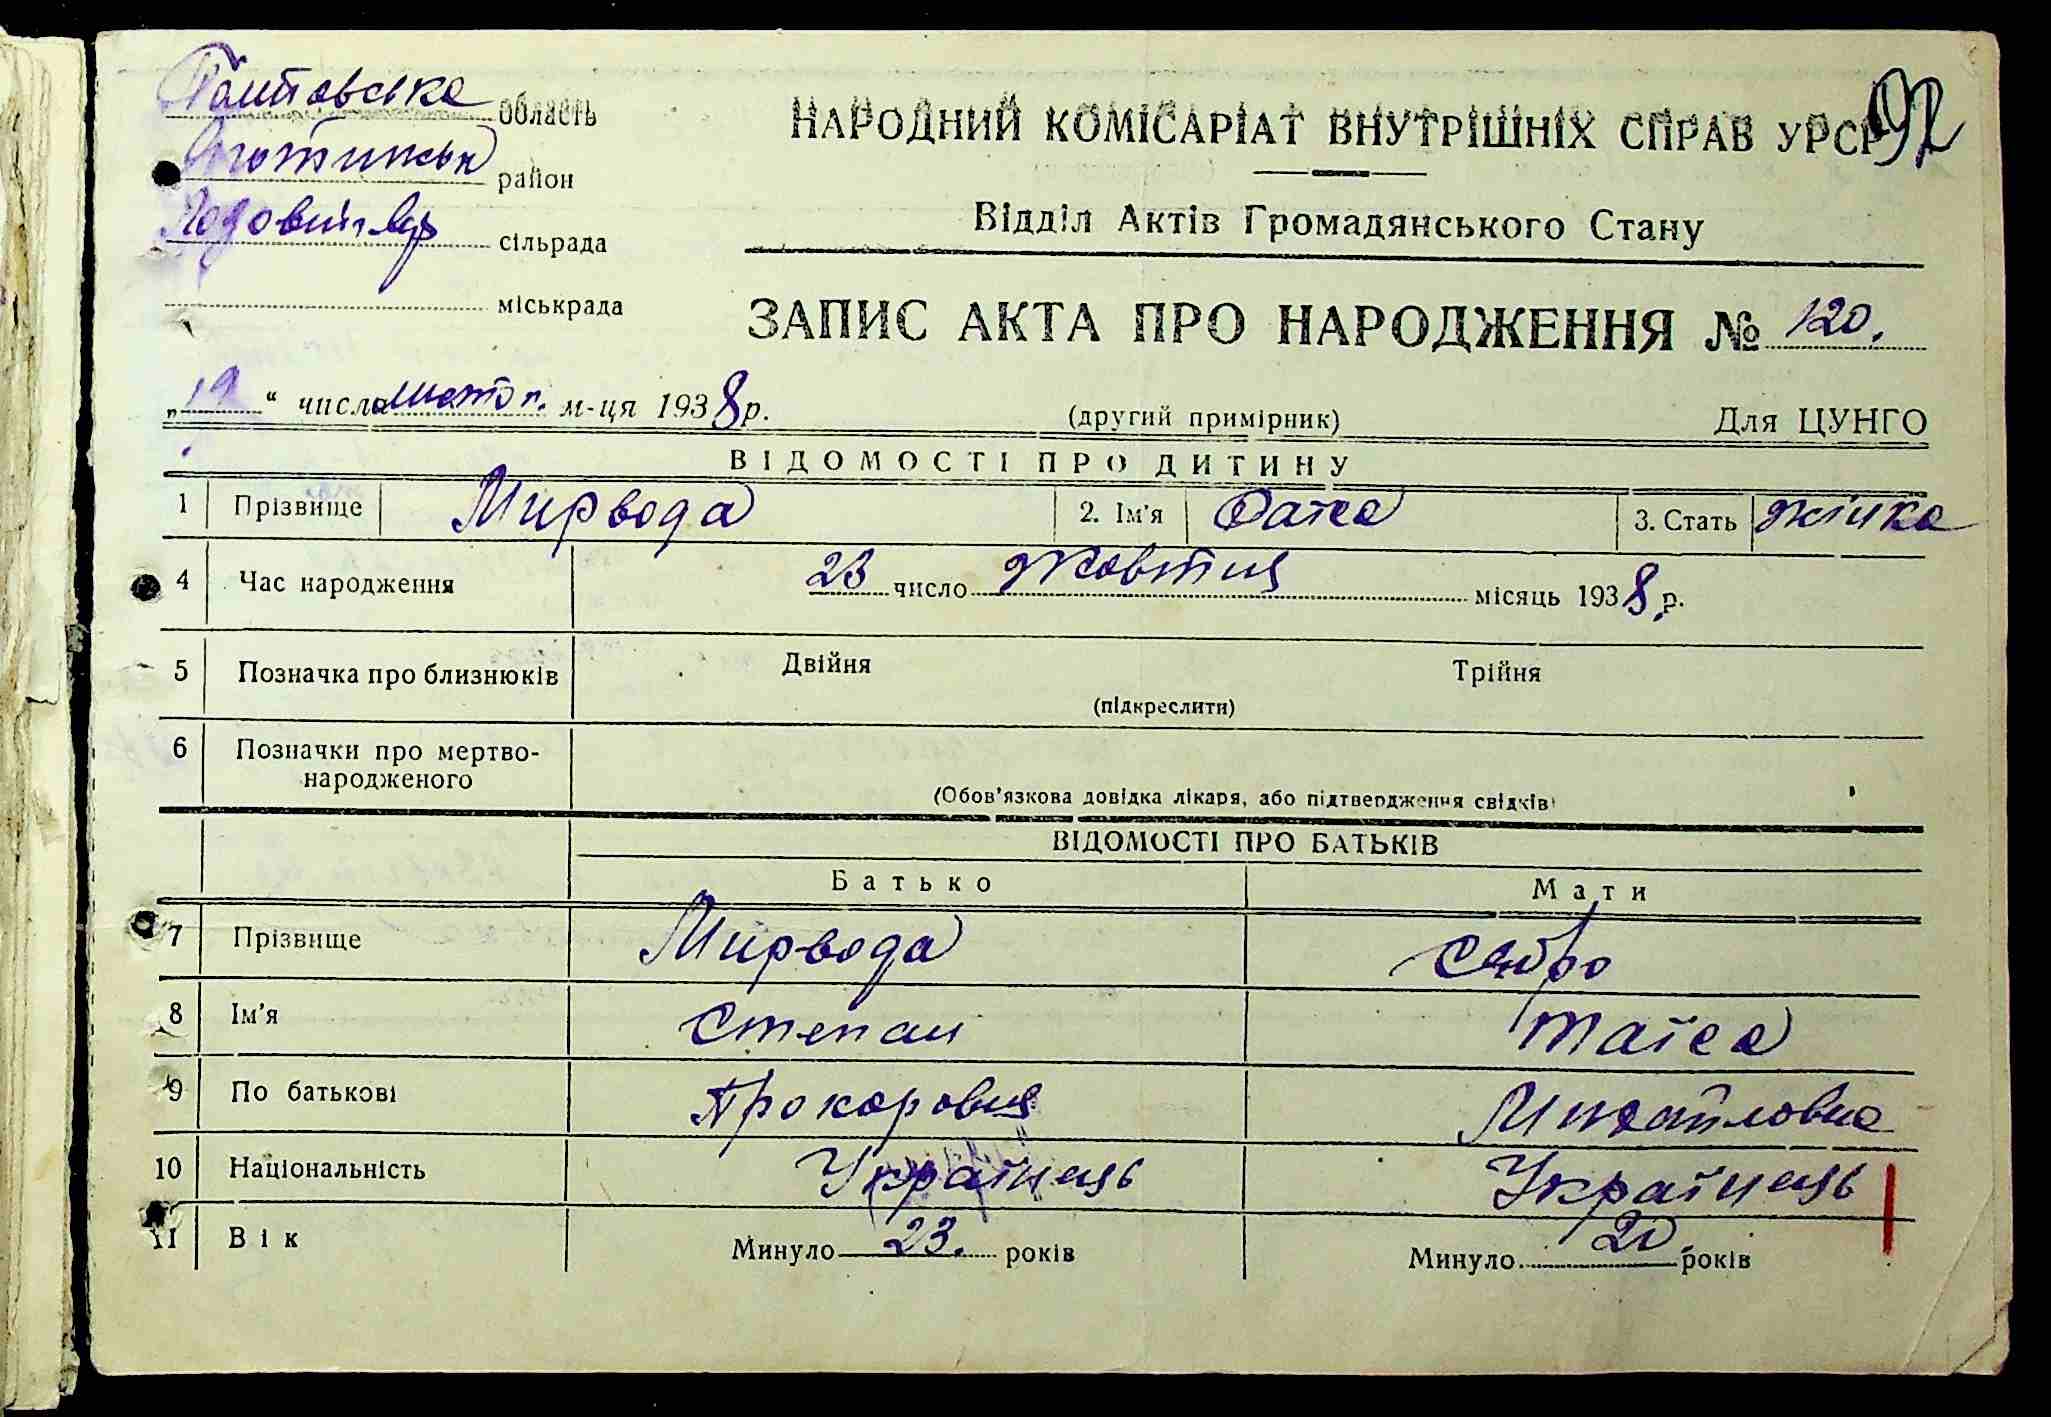 Полтавська область
92
НАРОДНИЙ КОМІСАРІАТ ВНУТРІШНІХ СПРАВ УРСР
район
Відділ Актів Громадянського Стану
сільрада
міськрада
ЗАПИС АКТА ПРО НАРОДЖЕННЯ № 120.
„19“ числа м-ця 1938 р.
(другий примірник)
Для ЦУНГО
ВІДОМОСТІ ПРО ДИТИНУ
1 Прізвище Мирвода 2. Ім'я 3. Стать жінка
4 Час народження 23 число Жовтня місяць 1938 р.
5 Позначка про близнюків Двійня Трійня
(підкреслити)
6 Позначки про мертво-
народженого
(Обов'язкова довідка лікаря, або підтвердження свідків)
ВІДОМОСТІ ПРО БАТЬКІВ
Батько Мати
7 Прізвище Мирвода
8 Ім'я Степан Таїса
9 По батькові Прокорович Михайловна
10 Національність Українець Українець
11 Вік Минуло 23. років Минуло 20. років